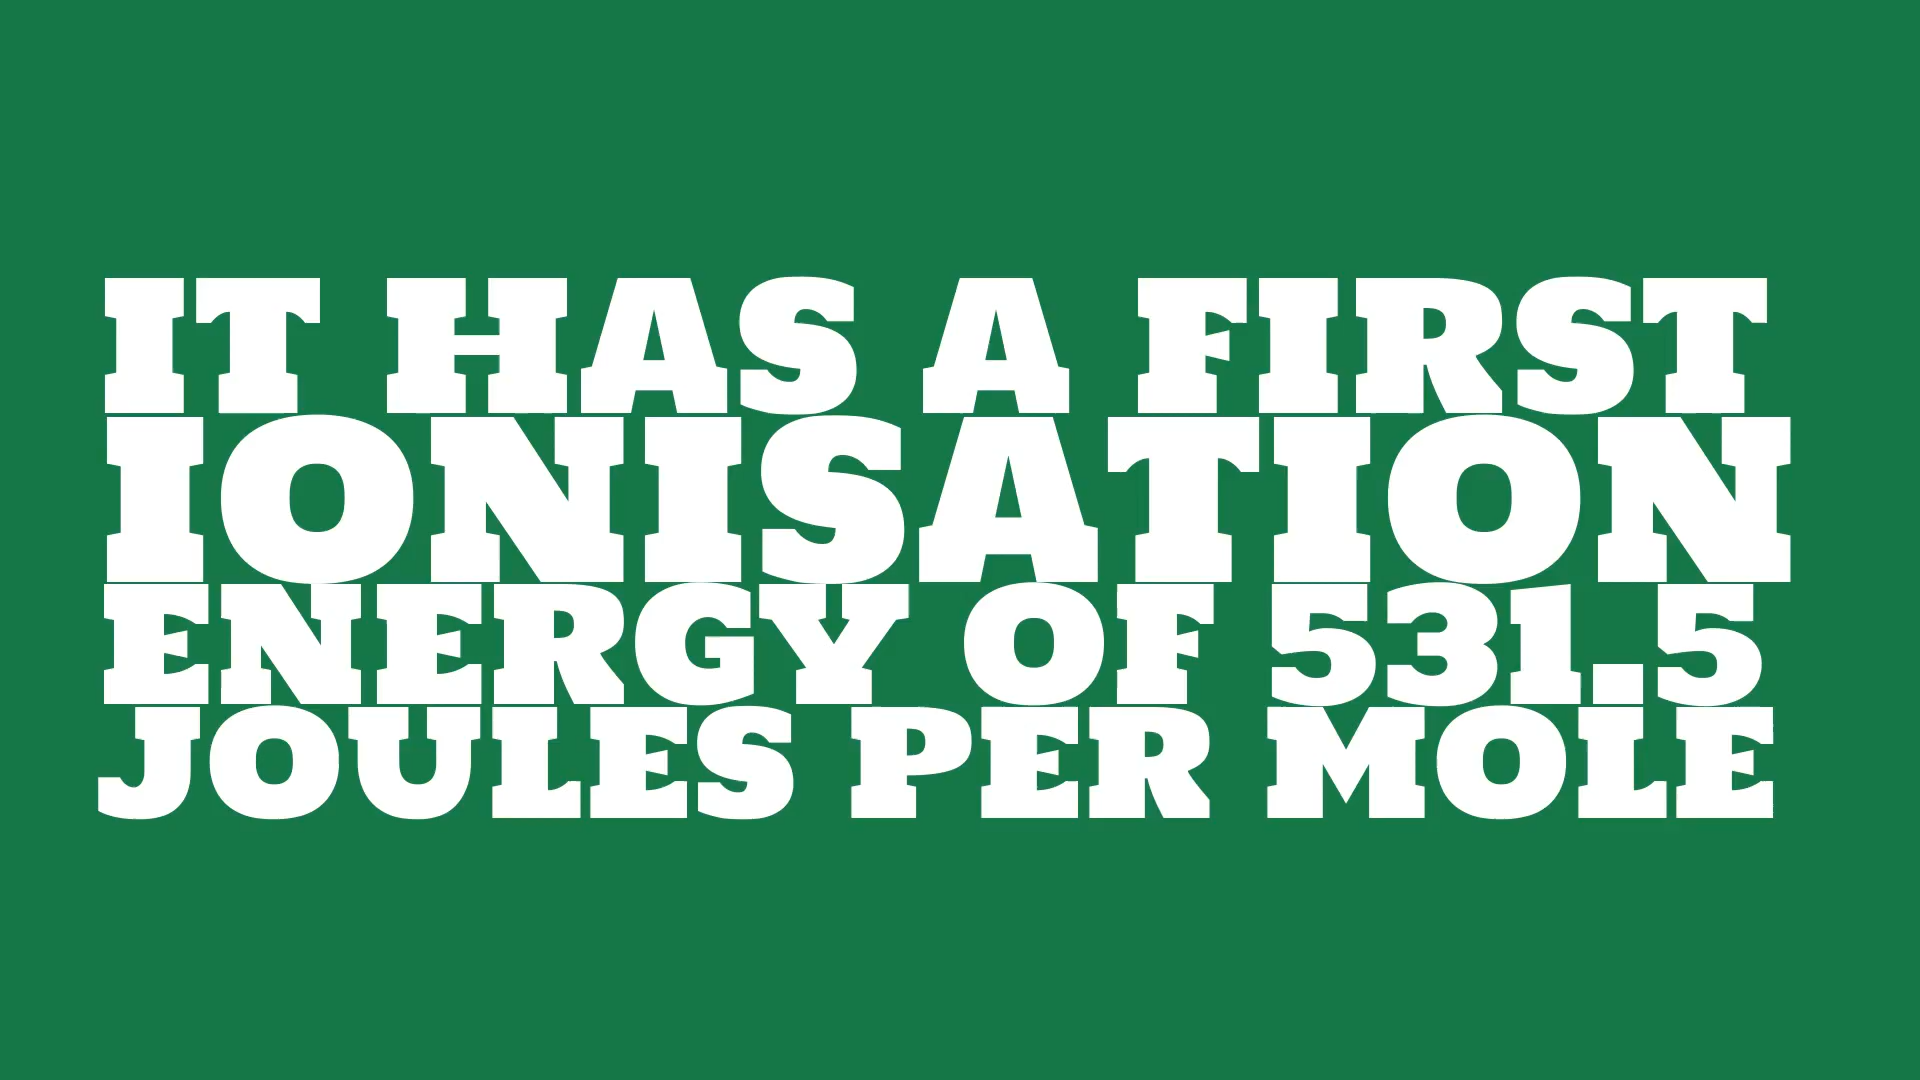 IT HAS A FIRST
IONISATION
ENERGY OF 531.5
JOULES PER MOLE